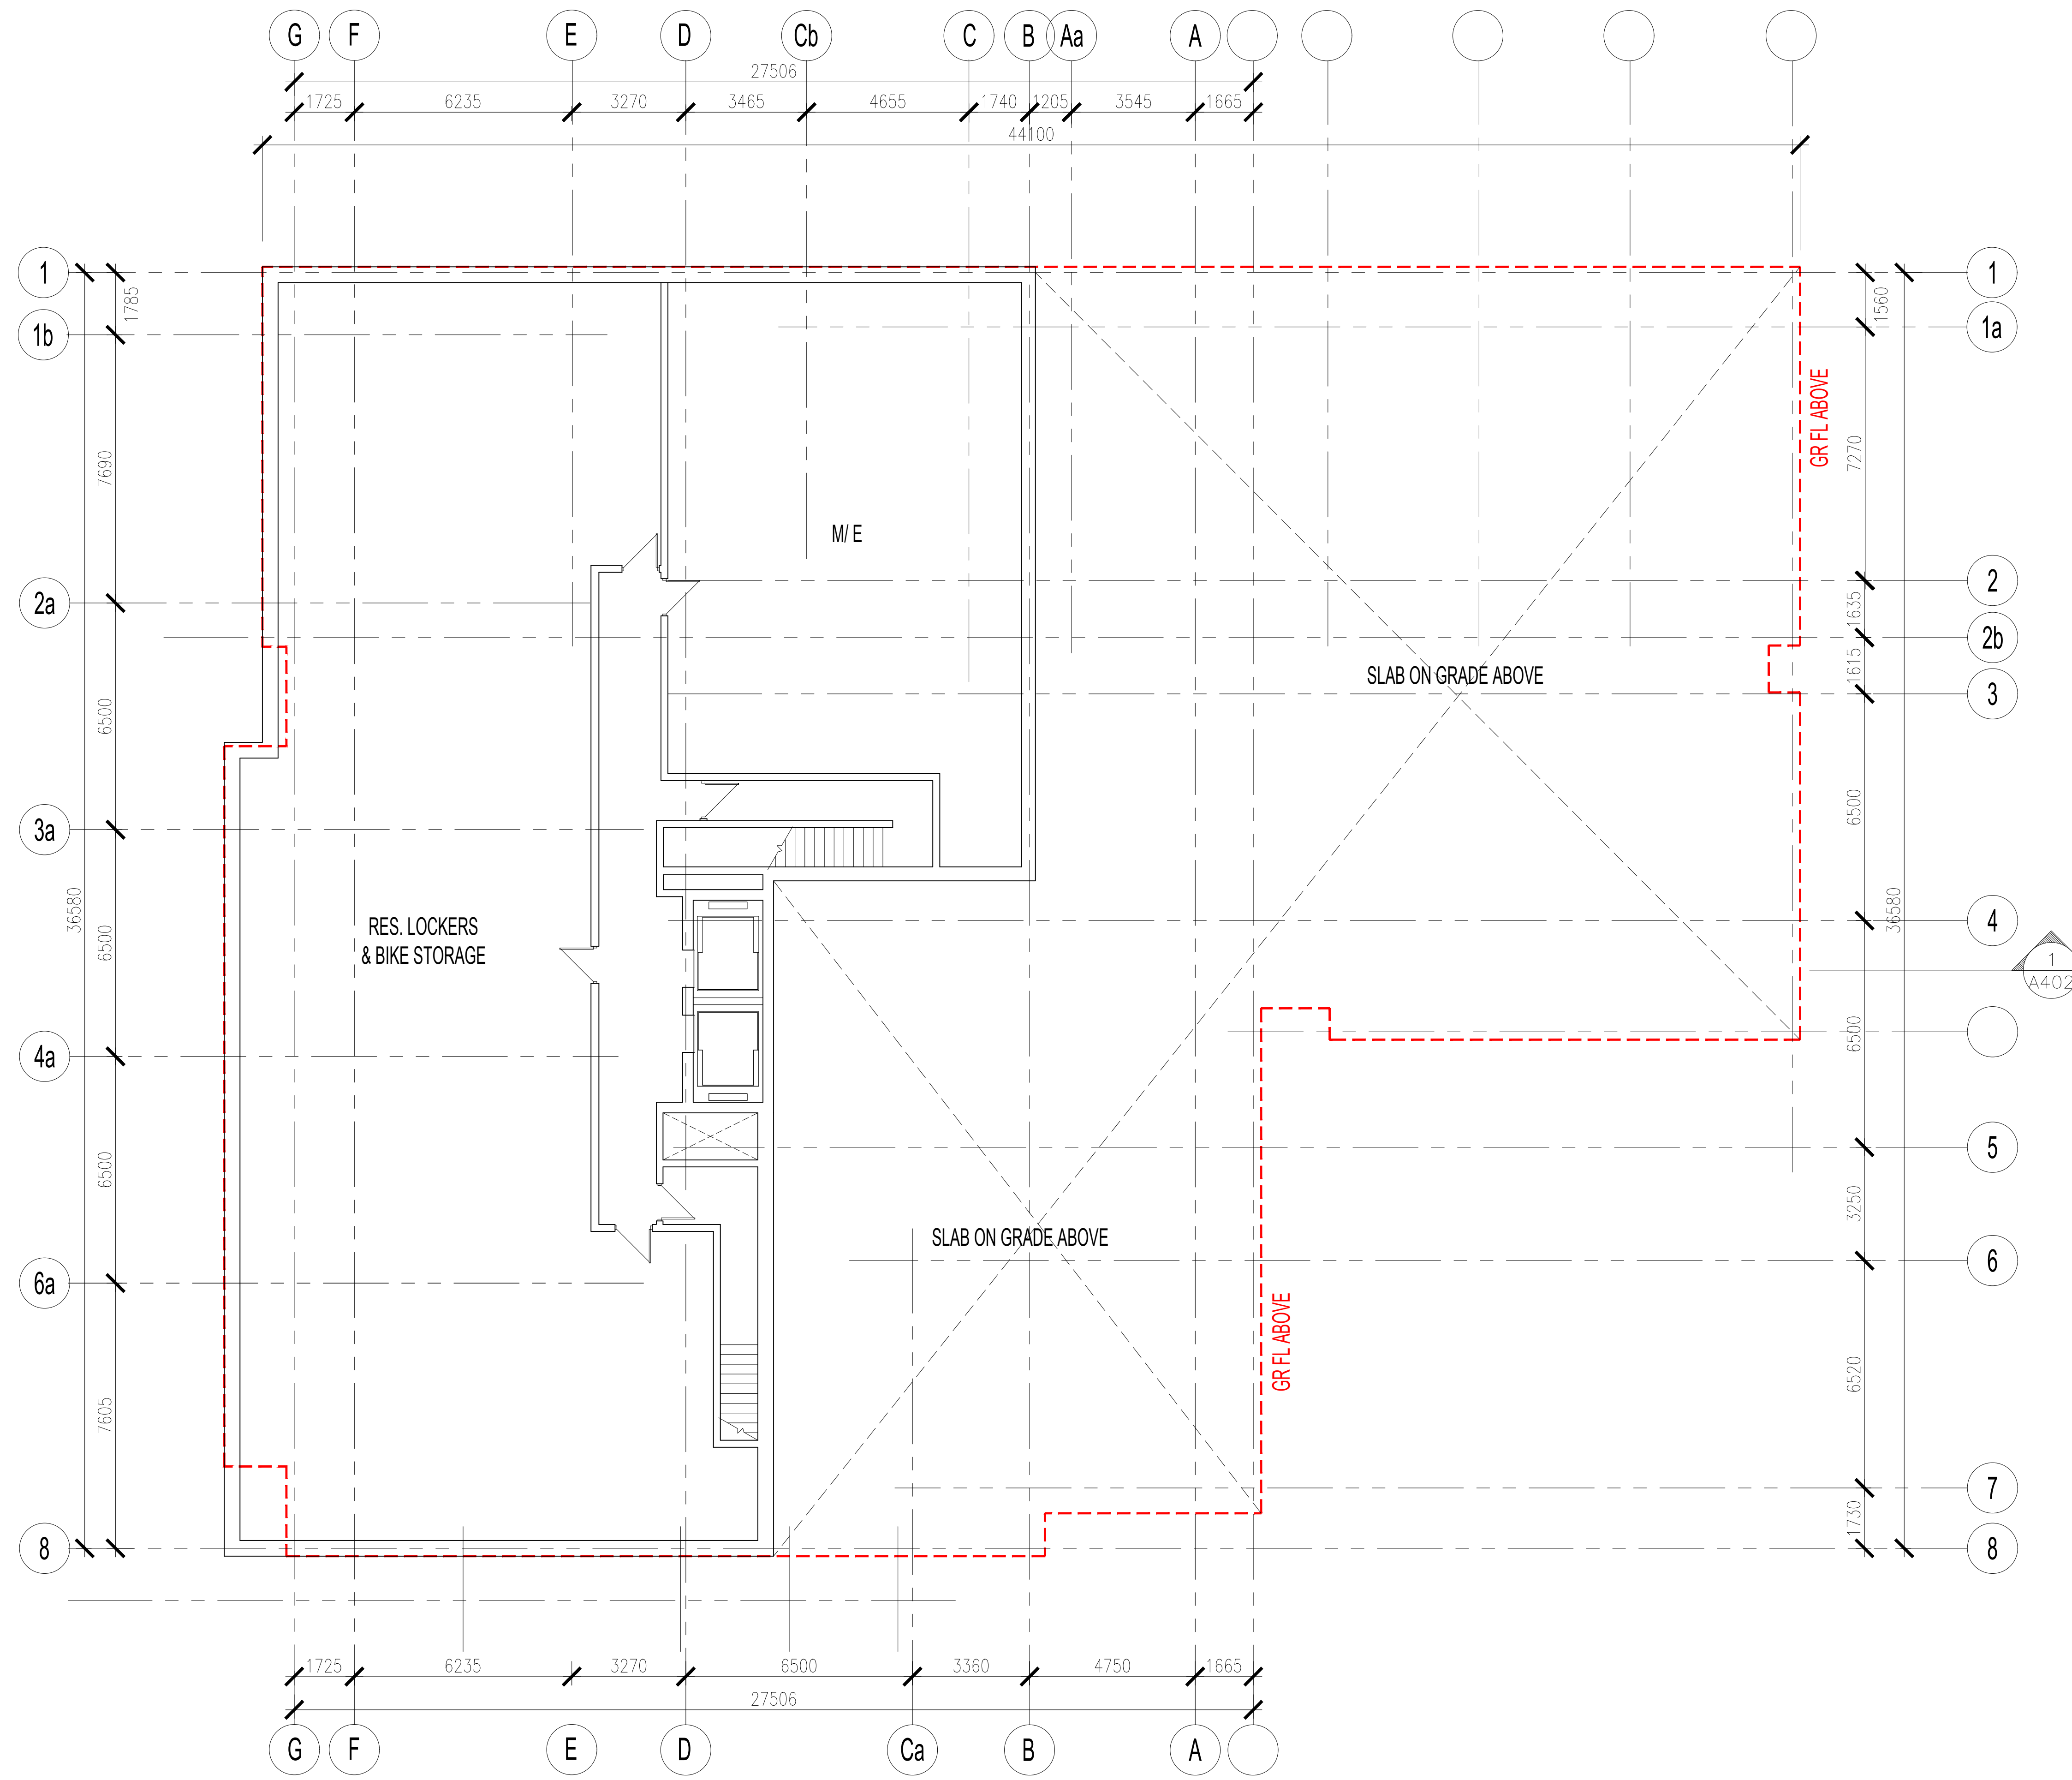 G F E D Cb C B Aa A
27506
1725 6235 3270 3465 4655 1740 1205 3545 1665
44100
1 1
1785 1560
1b 1a
GR FL ABOVE
7690 7270
M/ E
2a 2
1635
2b
1615
SLAB ON GRADE ABOVE
3
6500 6500
3a
36580 36580
RES. LOCKERS
& BIKE STORAGE
6500
4
1
A402
6500
4a
5
6500 3250
SLAB ON GRADE ABOVE
6
6a
GR FL ABOVE
6520
7605
7
1730
8 8
1725 6235 3270 6500 3360 4750 1665
27506
G F E D Ca B A